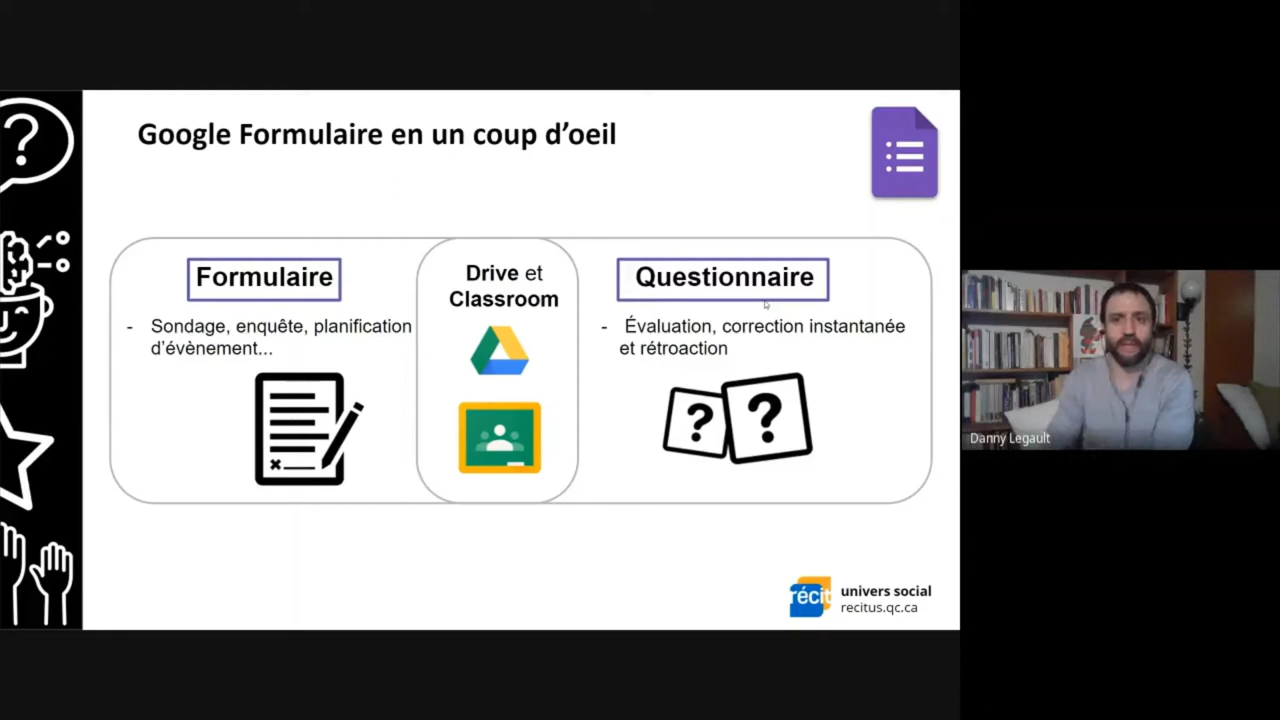 Google Formulaire en un coup d’oeil
Formulaire
- Sondage, enquête, planification
d’évènement...
Drive et
Classroom
Questionnaire
- Évaluation, correction instantanée
et rétroaction
?
? ?
récit
univers social
recitus.qc.ca
Danny Legault